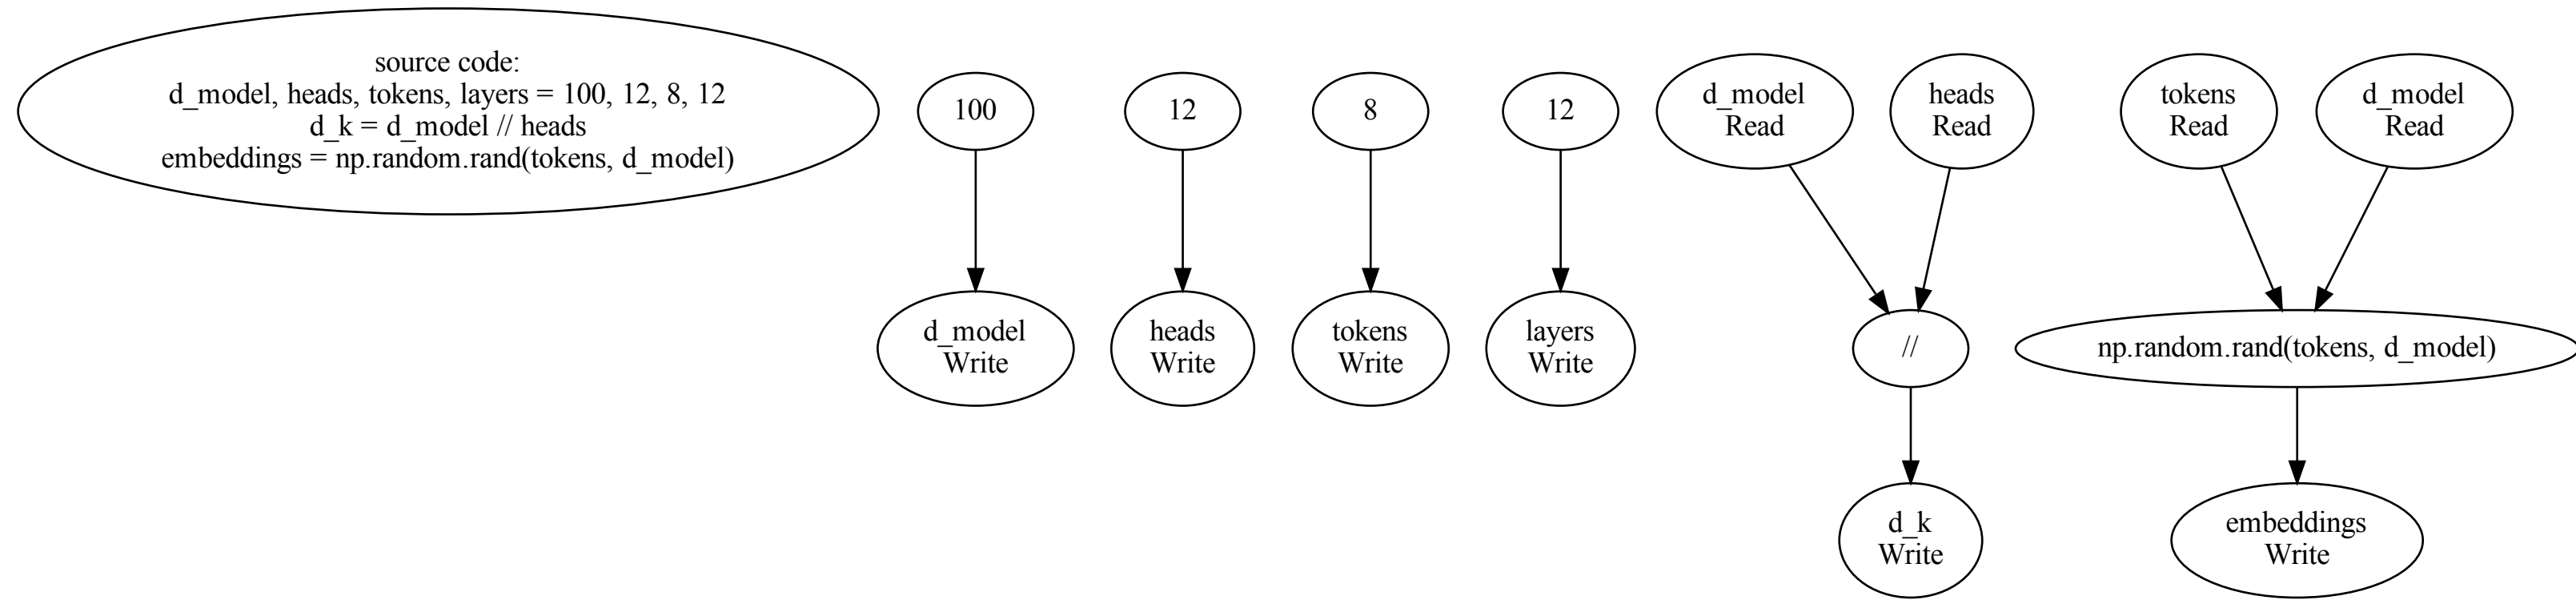 source code:
d_model, heads, tokens, layers = 100, 12, 8, 12
d_k = d_model // heads
embeddings = np.random.rand(tokens, d_model)
100
12
8
12
d_model
Read
heads
Read
tokens
Read
d_model
Read
d_model
Write
heads
Write
tokens
Write
layers
Write
//
np.random.rand(tokens, d_model)
d_k
Write
embeddings
Write